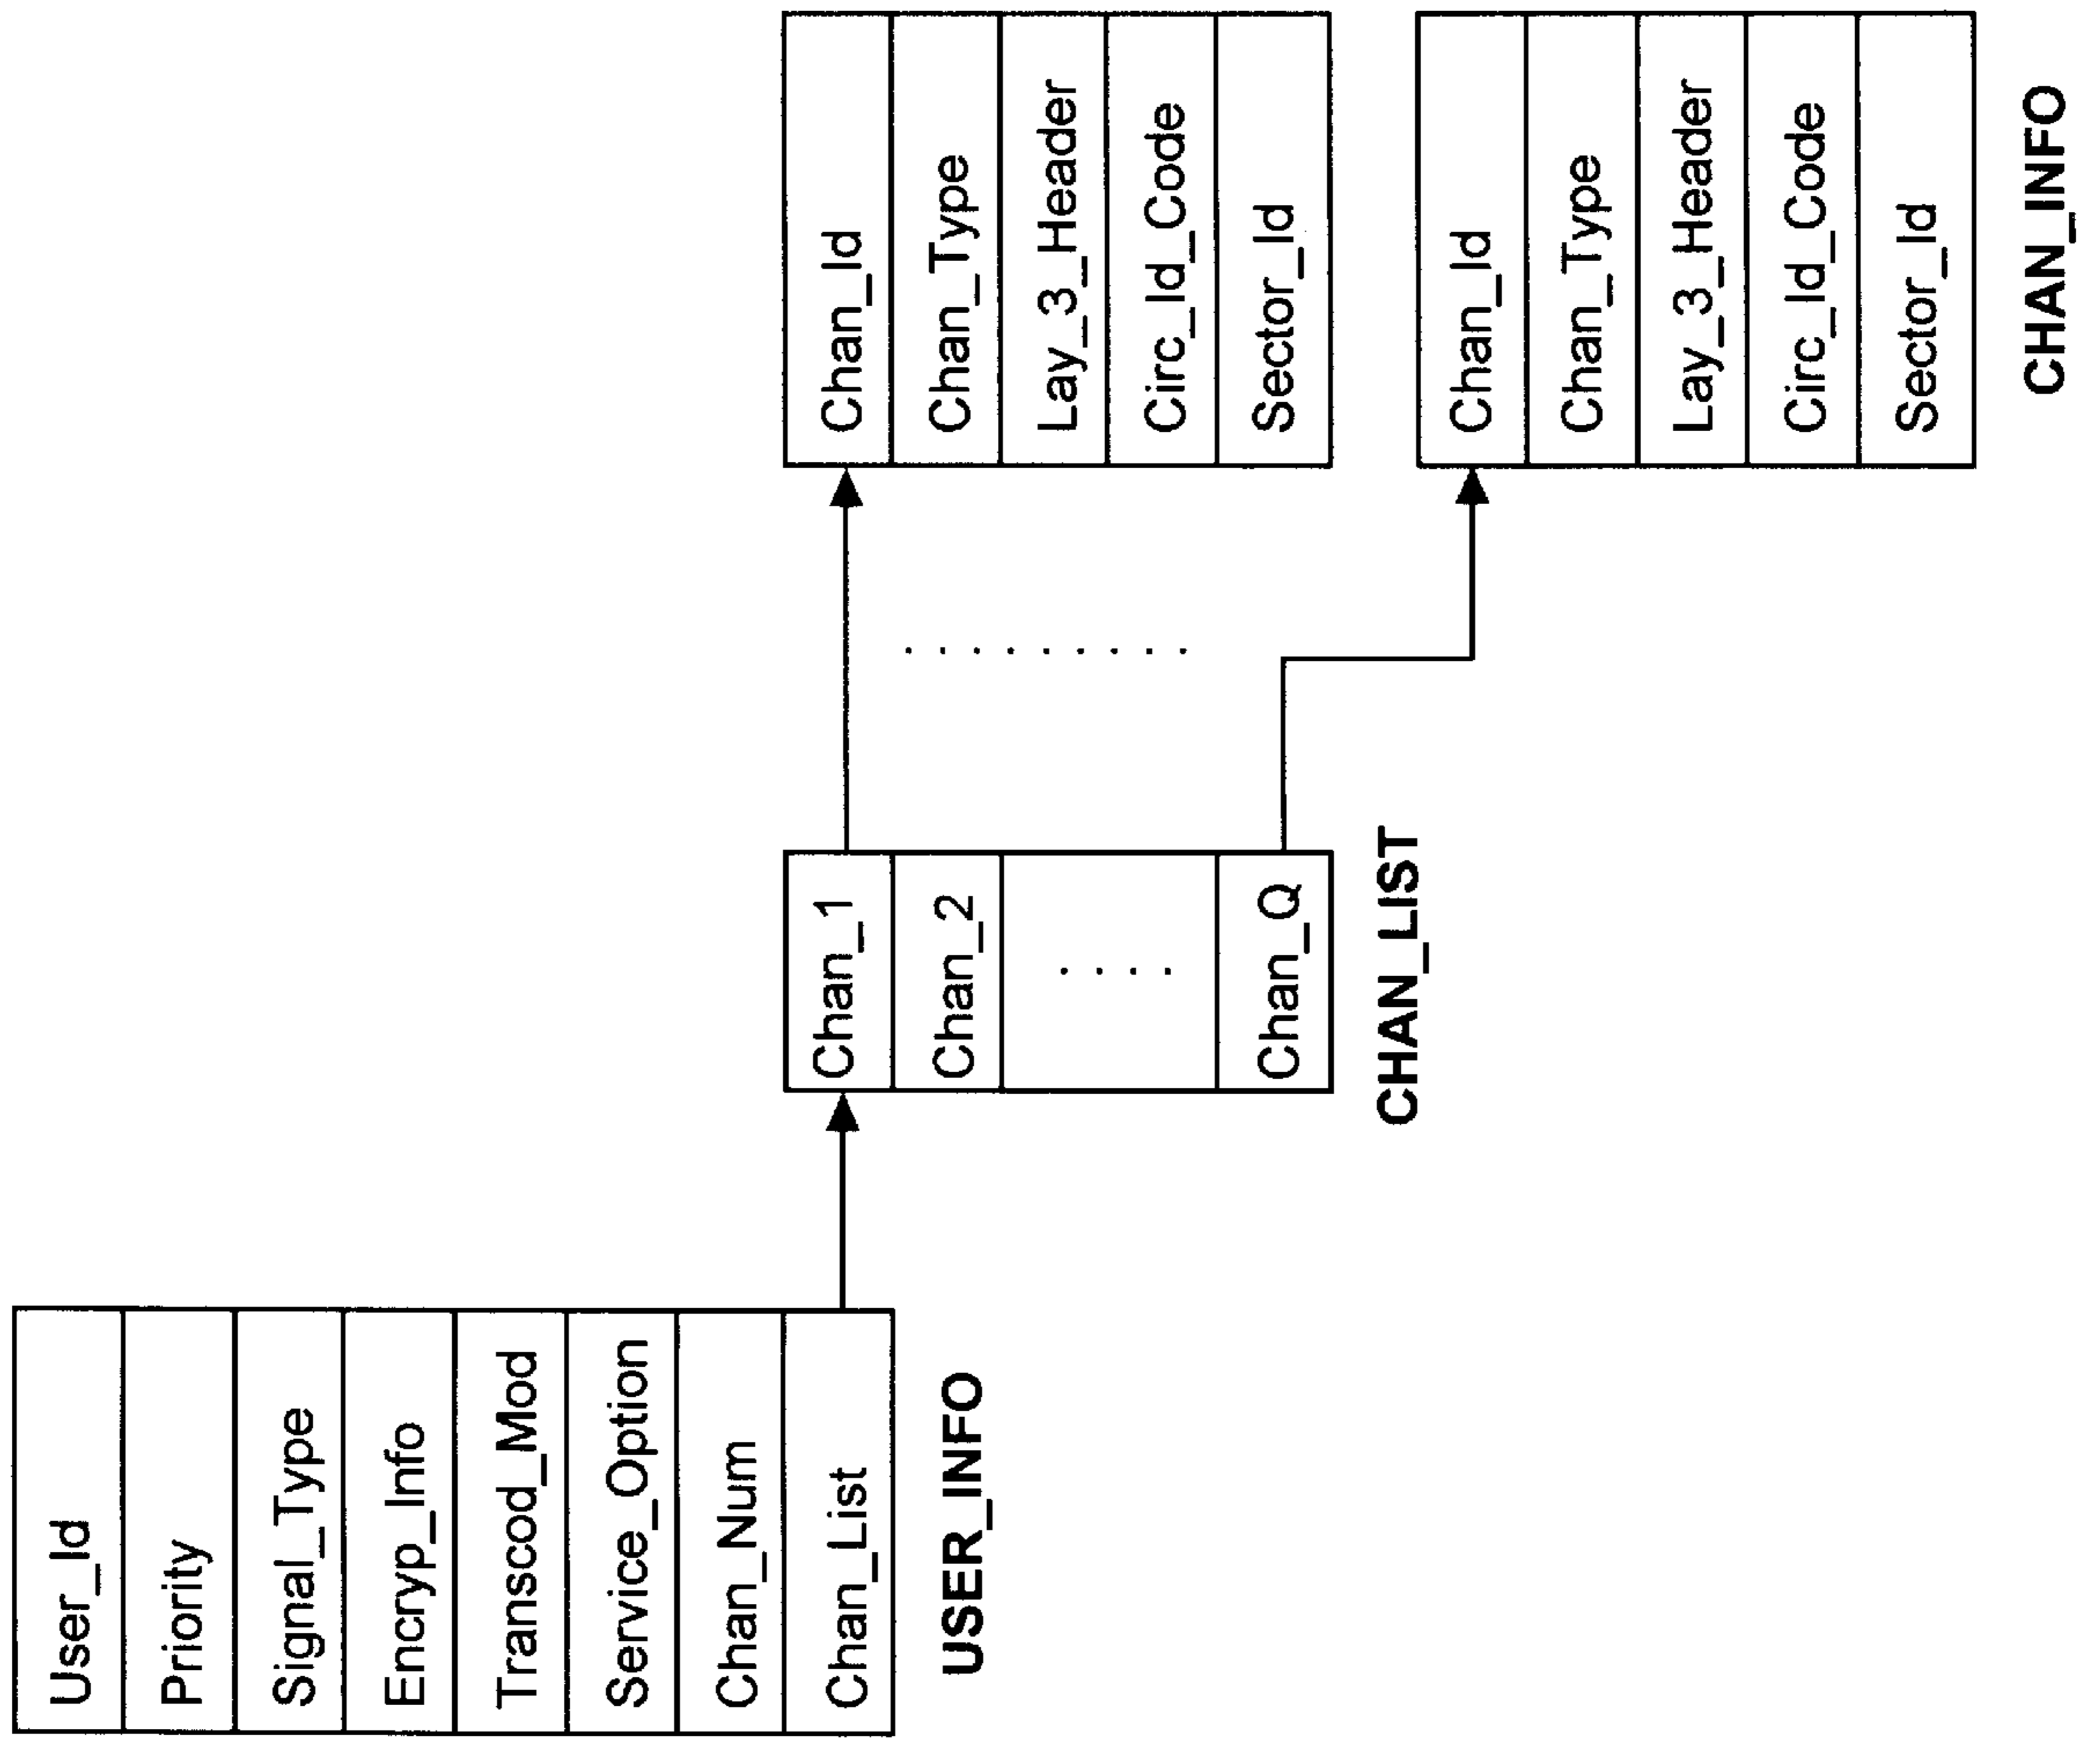 User_Id
Priority
Signal_Type
Encryp_Info
Transcod_Mod
Service_Option
Chan_Num
Chan_List
USER_INFO
Chan_1
Chan_2
. . . .
Chan_Q
CHAN_LIST
. . . . . . . . .
Chan_Id
Chan_Type
Lay_3_Header
Circ_Id_Code
Sector_Id
Chan_Id
Chan_Type
Lay_3_Header
Circ_Id_Code
Sector_Id
CHAN_INFO